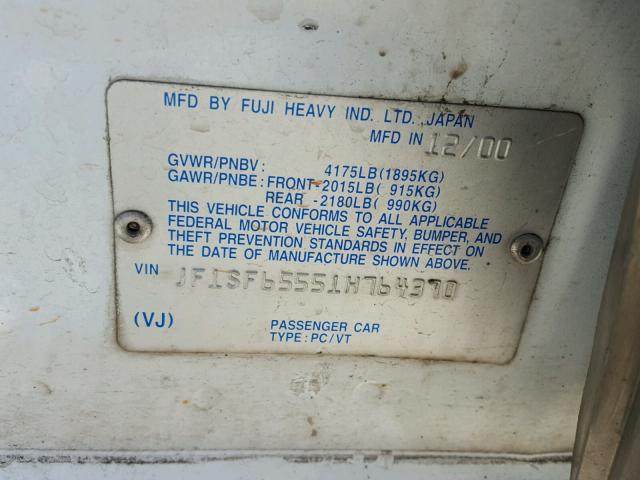 MFD BY FUJI HEAVY IND. LTD. JAPAN
MFD IN 12/00
GVWR/PNBV: 4175LB(1895KG)
GAWR/PNBE: FRONT-2015LB( 915KG)
REAR -2180LB( 990KG)
THIS VEHICLE CONFORMS TO ALL APPLICABLE
FEDERAL MOTOR VEHICLE SAFETY, BUMPER, AND
THEFT PREVENTION STANDARDS IN EFFECT ON
THE DATE OF MANUFACTURE SHOWN ABOVE.
VIN JF1SF65551H764370
(VJ) PASSENGER CAR
TYPE: PC/VT